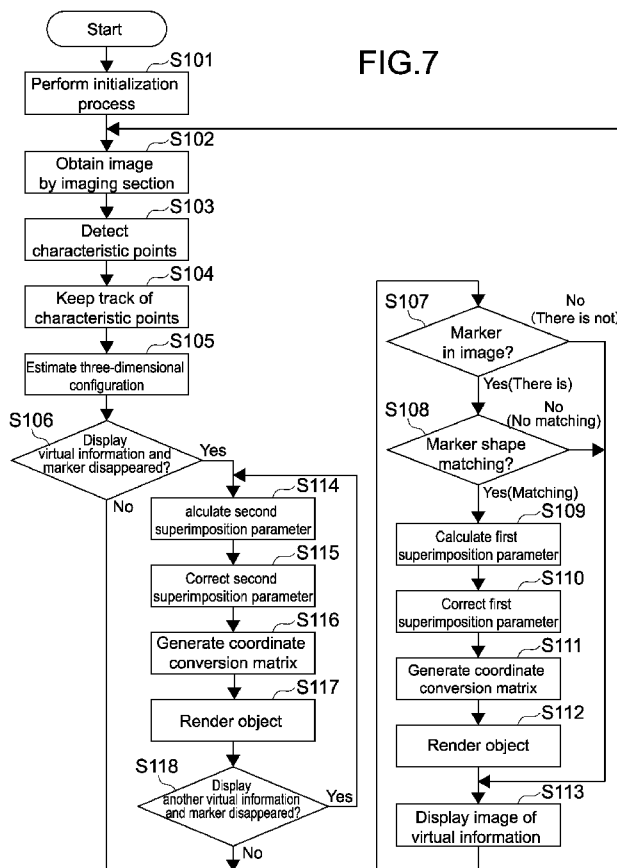 FIG.7
Start
S101
Perform initialization
process
S102
Obtain image
by imaging section
S103
Detect
characteristic points
S104
Keep track of
characteristic points
S105
Estimate three-dimensional
configuration
S106
Display
virtual information and
marker disappeared?
Yes
No
S114
alculate second
superimposition parameter
S115
Correct second
superimposition parameter
S116
Generate coordinate
conversion matrix
S117
Render object
S118
Display
another virtual information
and marker disappeared?
Yes
No
S107
Marker
in image?
No
(There is not)
Yes(There is)
S108
Marker shape
matching?
No
(No matching)
Yes(Matching)
S109
Calculate first
superimposition parameter
S110
Correct first
superimposition parameter
S111
Generate coordinate
conversion matrix
S112
Render object
S113
Display image of
virtual information